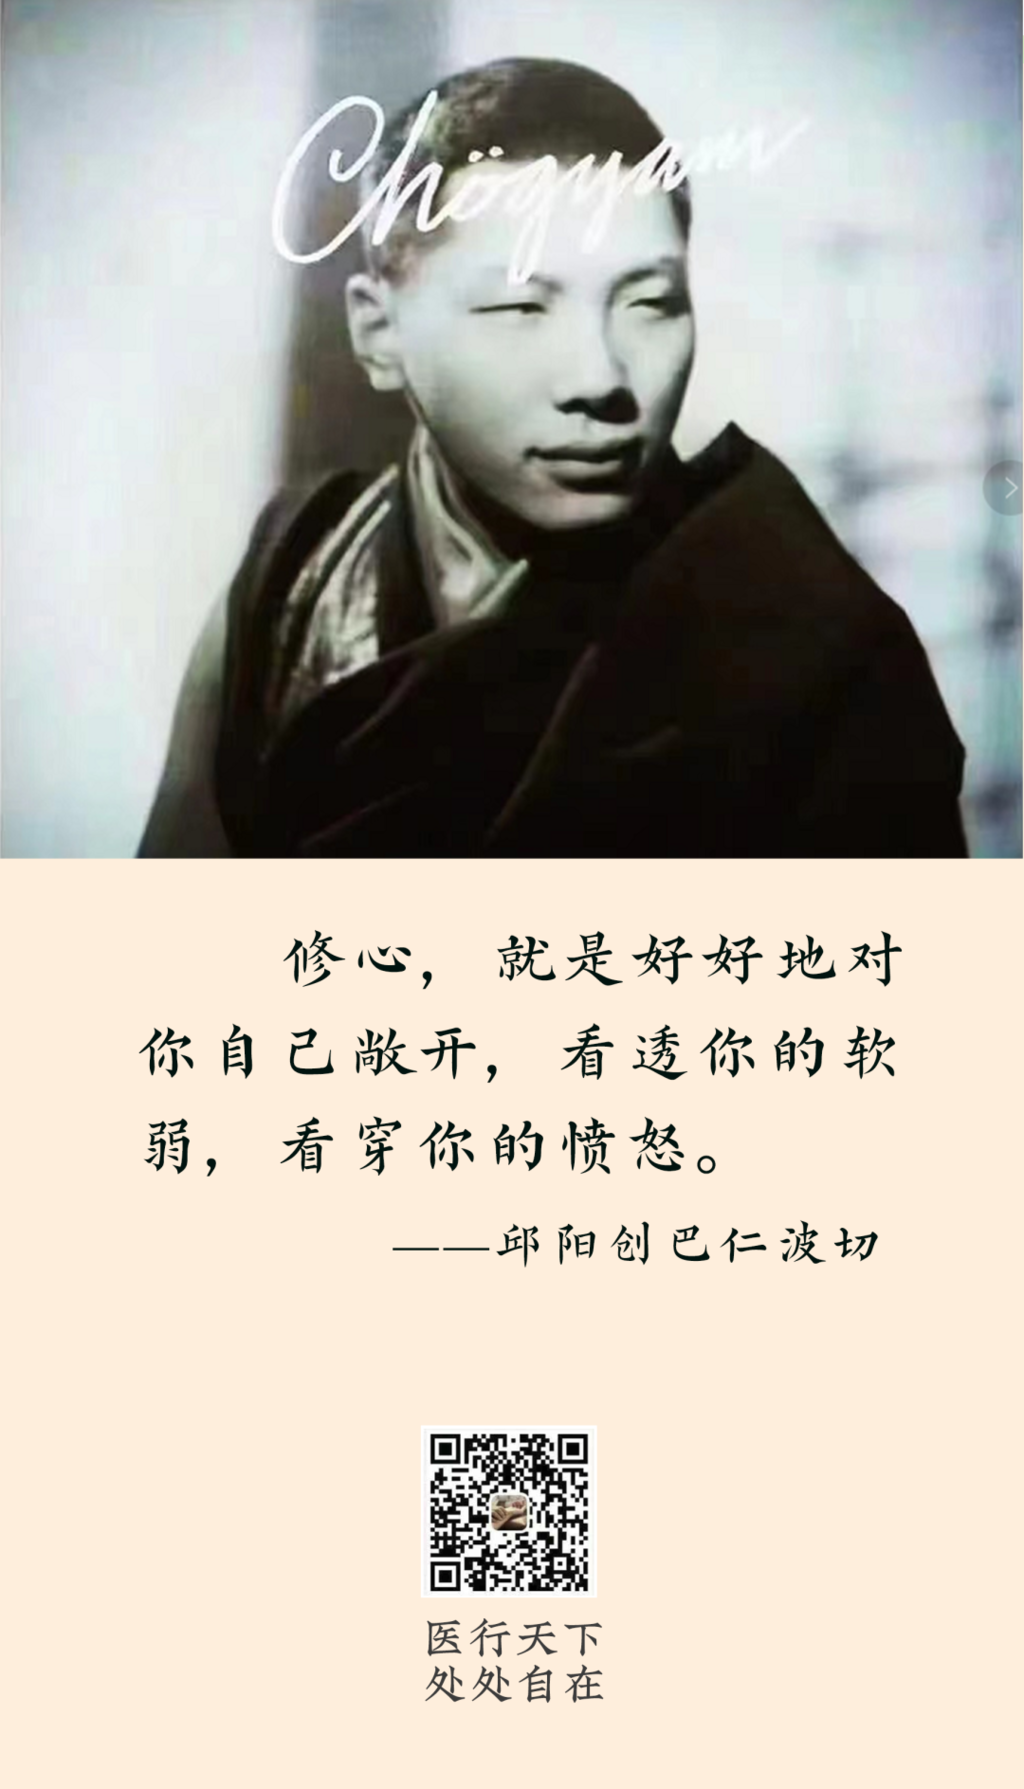 Chögyam
修心，就是好好地对
你自己敞开，看透你的软
弱，看穿你的愤怒。
——邱阳创巴仁波切
医行天下
处处自在